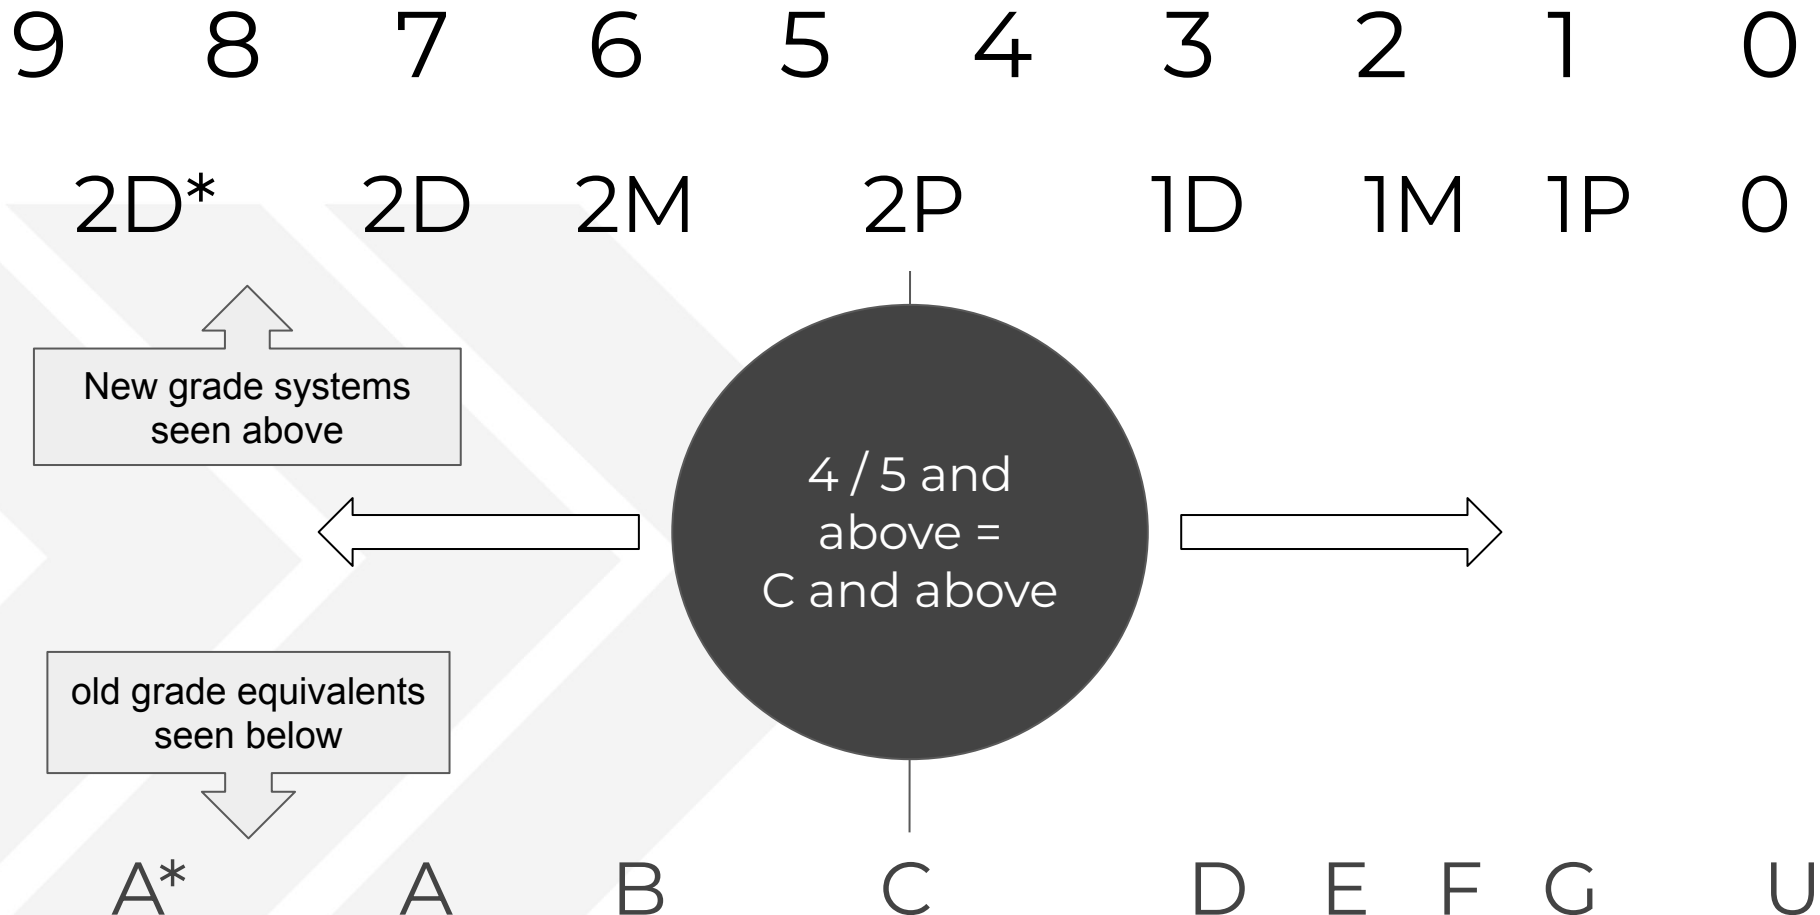 9 8 7 6 5 4 3 2 1 0
2D* 2D 2M 2P 1D 1M 1P 0
New grade systems
seen above
4 / 5 and
above =
C and above
old grade equivalents
seen below
A* A B C D E F G U